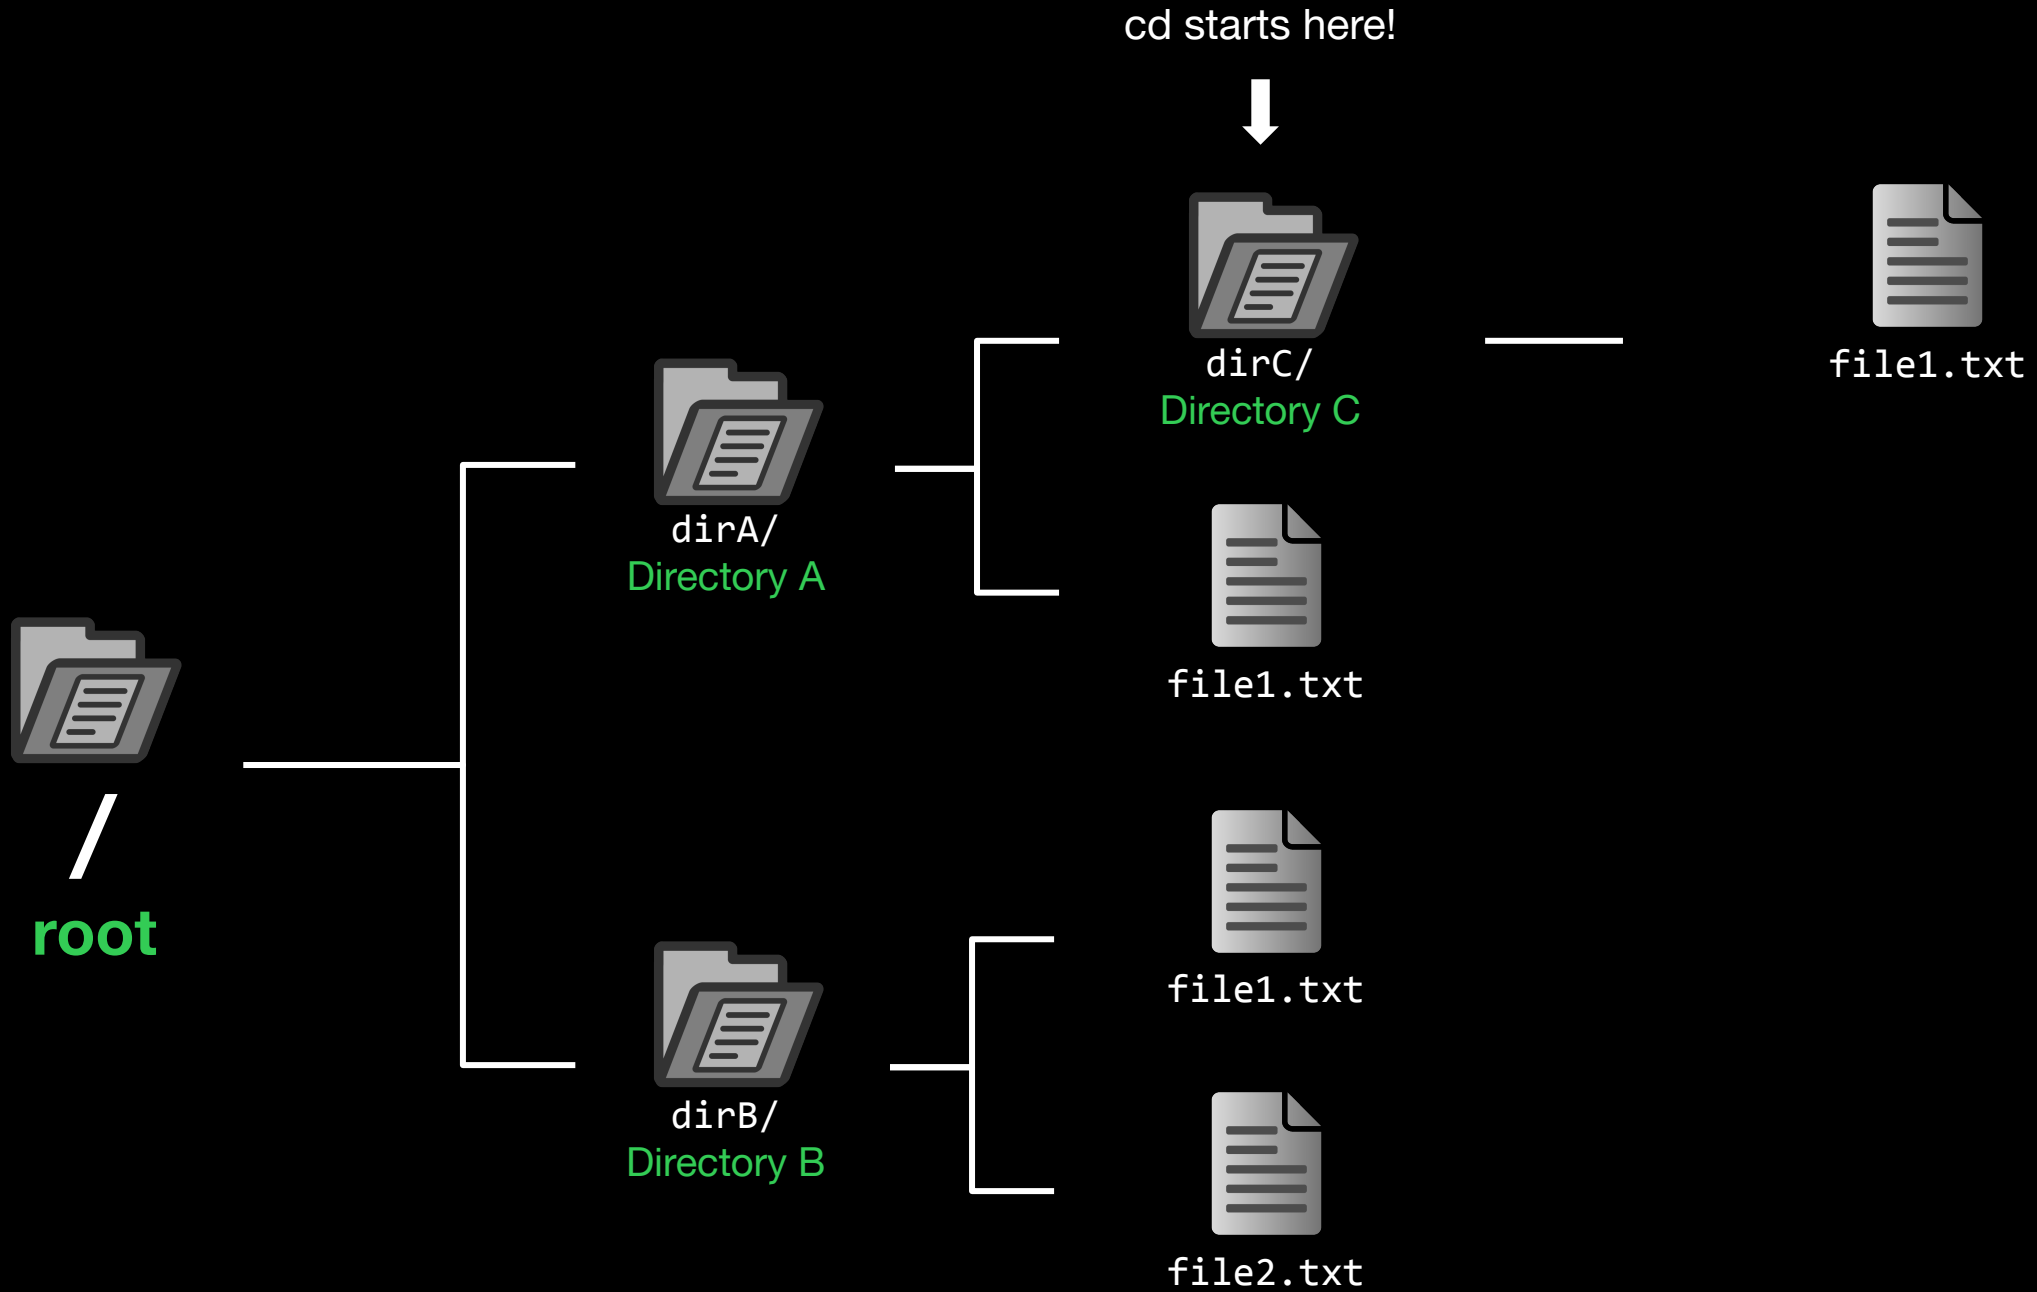 cd starts here!
dirC/
Directory C
file1.txt
dirA/
Directory A
file1.txt
/
root
file1.txt
dirB/
Directory B
file2.txt